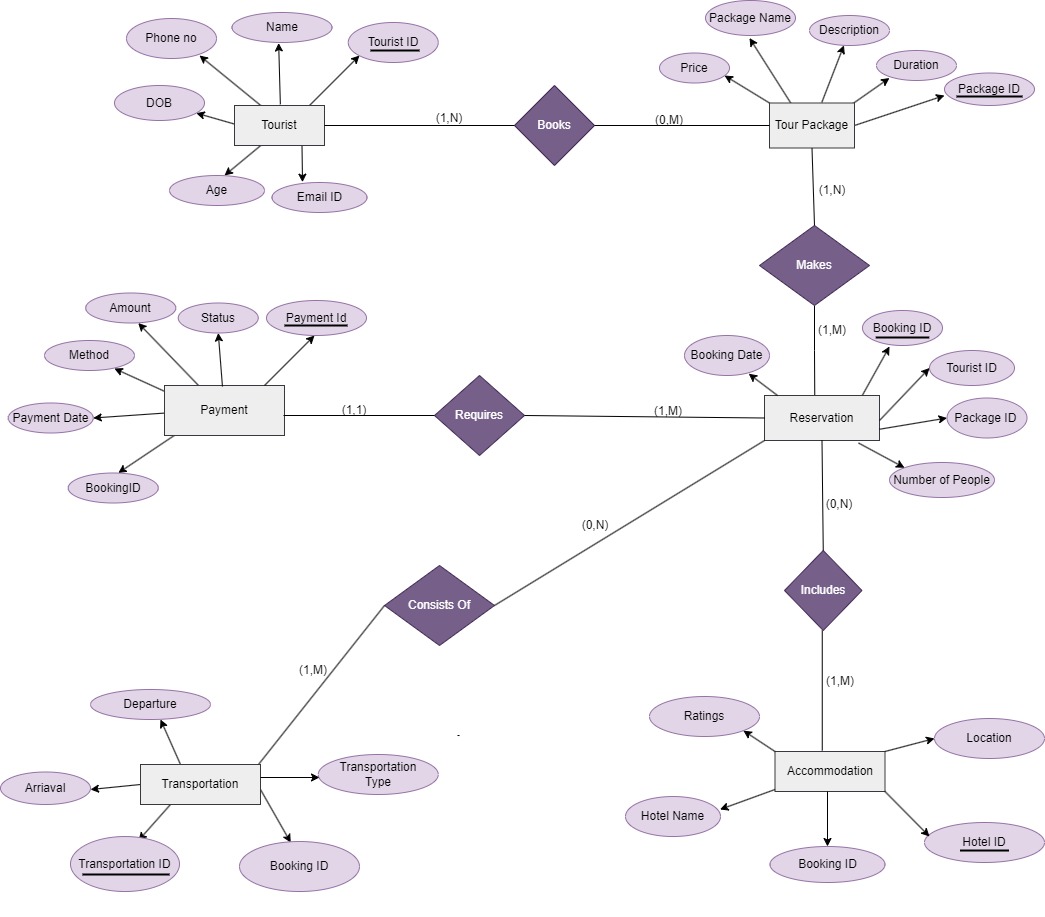 Package Name
Name
Description
Phone no
Tourist ID
Price
Duration
Package ID
DOB
Tourist
(1,N)
Books
(0,M)
Tour Package
Age
Email ID
(1,N)
Makes
Amount
Status
Payment Id
(1,M)
Booking ID
Method
Booking Date
Tourist ID
Payment
(1,1)
Requires
(1,M)
Reservation
Package ID
Payment Date
BookingID
Number of People
(0,N)
(0,N)
Consists Of
Includes
(1,M)
(1,M)
Departure
Ratings
Location
Transportation
Type
Accommodation
Arriaval
Transportation
Hotel Name
Hotel ID
Transportation ID
Booking ID
Booking ID